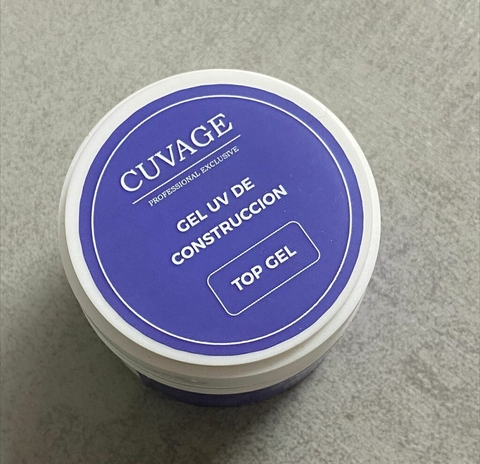 CUVAGE
PROFESSIONAL EXCLUSIVE
GEL UV DE
CONSTRUCCION
TOP GEL